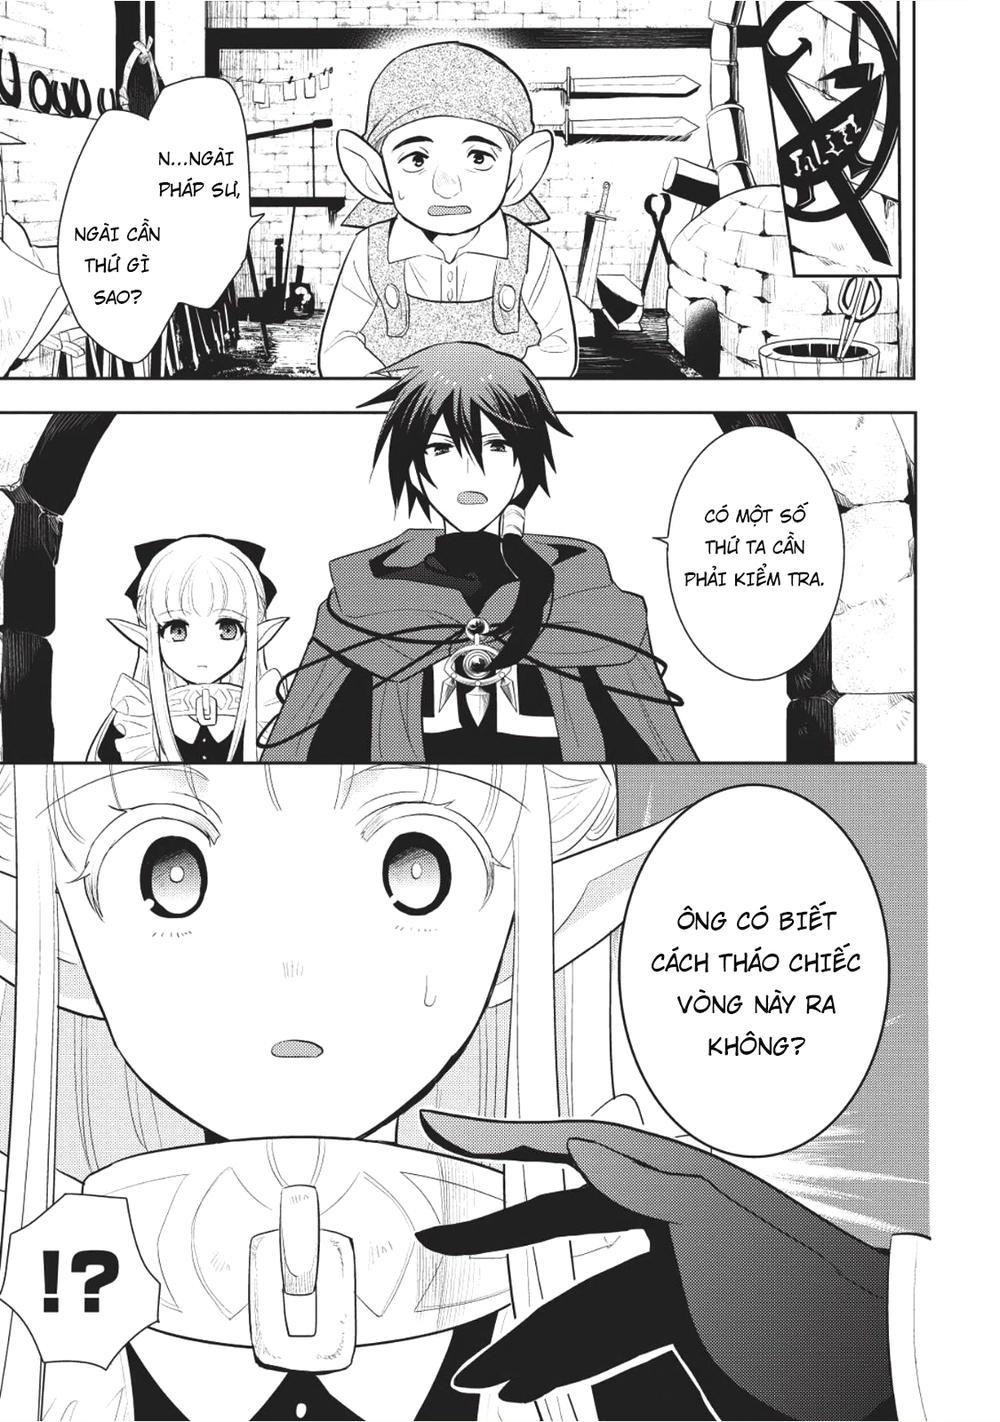 N...NGÀI
PHÁP SƯ,
NGÀI CẦN
THỨ GÌ
SAO?
CÓ MỘT SỐ
THỨ TA CẦN
PHẢI KIỂM TRA.
ÔNG CÓ BIẾT
CÁCH THÁO CHIẾC
VÒNG NÀY RA
KHÔNG?
!?